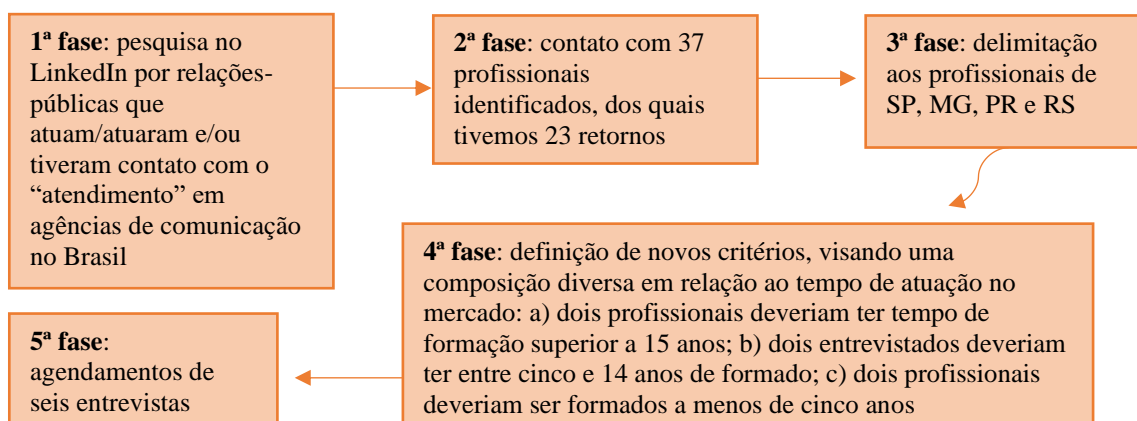 1ª fase: pesquisa no
LinkedIn por relações-
públicas que
atuam/atuaram e/ou
tiveram contato com o
“atendimento” em
agências de comunicação
no Brasil
2ª fase: contato com 37
profissionais
identificados, dos quais
tivemos 23 retornos
3ª fase: delimitação
aos profissionais de
SP, MG, PR e RS
4ª fase: definição de novos critérios, visando uma
composição diversa em relação ao tempo de atuação no
mercado: a) dois profissionais deveriam ter tempo de
formação superior a 15 anos; b) dois entrevistados deveriam
ter entre cinco e 14 anos de formado; c) dois profissionais
deveriam ser formados a menos de cinco anos
5ª fase:
agendamentos de
seis entrevistas